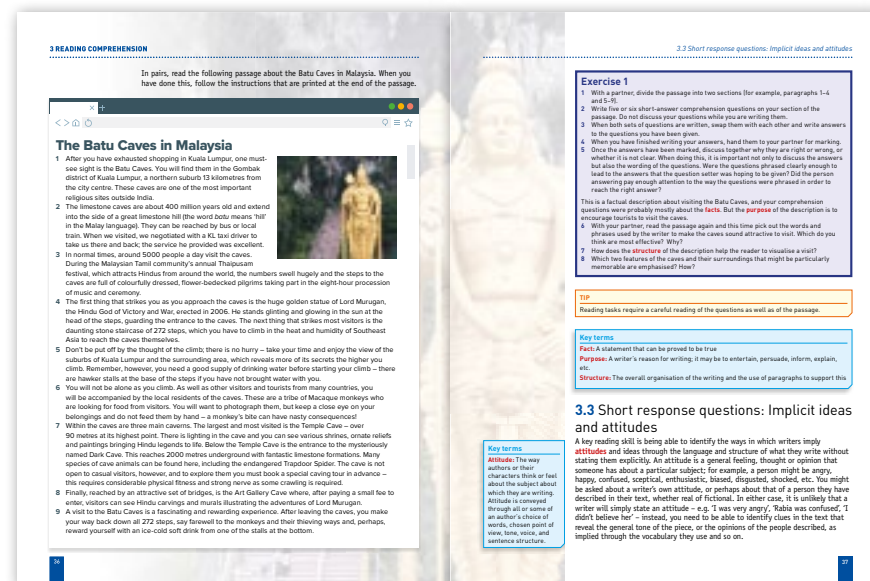 3 READING COMPREHENSION
In pairs, read the following passage about the Batu Caves in Malaysia. When you
have done this, follow the instructions that are printed at the end of the passage.
The Batu Caves in Malaysia
1 After you have exhausted shopping in Kuala Lumpur, one must-
see sight is the Batu Caves. You will find them in the Gombak
district of Kuala Lumpur, a northern suburb 13 kilometres from
the city centre. These caves are one of the most important
religious sites outside India.
2 The limestone caves are about 400 million years old and extend
into the side of a great limestone hill (the word batu means 'hill'
in the Malay language). They can be reached by bus or local
train. When we visited, we negotiated with a KL taxi driver to
take us there and back; the service he provided was excellent.
3 In normal times, around 5000 people a day visit the caves.
During the Malaysian Tamil community's annual Thaipusam
festival, which attracts Hindus from around the world, the numbers swell hugely and the steps to the
caves are full of colourfully dressed, flower-bedecked pilgrims taking part in the eight-hour procession
of music and ceremony.
4 The first thing that strikes you as you approach the caves is the huge golden statue of Lord Murugan,
the Hindu God of Victory and War, erected in 2006. He stands glinting and glowing in the sun at the
head of the steps, guarding the entrance to the caves. The next thing that strikes most visitors is the
daunting stone staircase of 272 steps, which you have to climb in the heat and humidity of Southeast
Asia to reach the caves themselves.
5 Don't be put off by the thought of the climb; there is no hurry – take your time and enjoy the view of the
suburbs of Kuala Lumpur and the surrounding area, which reveals more of its secrets the higher you
climb. Remember, however, you need a good supply of drinking water before starting your climb – there
are hawker stalls at the base of the steps if you have not brought water with you.
6 You will not be alone as you climb. As well as other visitors and tourists from many countries, you
will be accompanied by the local residents of the caves. These are a tribe of Macaque monkeys who
are looking for food from visitors. You will want to photograph them, but keep a close eye on your
belongings and do not feed them by hand – a monkey's bite can have nasty consequences!
7 Within the caves are three main caverns. The largest and most visited is the Temple Cave – over
90 metres at its highest point. There is lighting in the cave and you can see various shrines, ornate reliefs
and paintings bringing Hindu legends to life. Below the Temple Cave is the entrance to the mysteriously
named Dark Cave. This reaches 2000 metres underground with fantastic limestone formations. Many
species of cave animals can be found here, including the endangered Trapdoor Spider. The cave is not
open to casual visitors, however, and to explore them you must book a special caving tour in advance –
this requires considerable physical fitness and strong nerve as some crawling is required.
8 Finally, reached by an attractive set of bridges, is the Art Gallery Cave where, after paying a small fee to
enter, visitors can see Hindu carvings and murals illustrating the adventures of Lord Murugan.
9 A visit to the Batu Caves is a fascinating and rewarding experience. After leaving the caves, you make
your way back down all 272 steps, say farewell to the monkeys and their thieving ways and, perhaps,
reward yourself with an ice-cold soft drink from one of the stalls at the bottom.
36
3.3 Short response questions: Implicit ideas and attitudes
Exercise 1
1 With a partner, divide the passage into two sections (for example, paragraphs 1–4
and 5–9).
2 Write five or six short-answer comprehension questions on your section of the
passage. Do not discuss your questions while you are writing them.
3 When both sets of questions are written, swap them with each other and write answers
to the questions you have been given.
4 When you have finished writing your answers, hand them to your partner for marking.
5 Once the answers have been marked, discuss together why they are right or wrong, or
whether it is not clear. When doing this, it is important not only to discuss the answers
but also the wording of the questions. Were the questions phrased clearly enough to
lead to the answers that the question setter was hoping to be given? Did the person
answering pay enough attention to the way the questions were phrased in order to
reach the right answer?
This is a factual description about visiting the Batu Caves, and your comprehension
questions were probably mostly about the facts. But the purpose of the description is to
encourage tourists to visit the caves.
6 With your partner, read the passage again and this time pick out the words and
phrases used by the writer to make the caves sound attractive to visit. Which do you
think are most effective? Why?
7 How does the structure of the description help the reader to visualise a visit?
8 Which two features of the caves and their surroundings that might be particularly
memorable are emphasised? How?
TIP
Reading tasks require a careful reading of the questions as well as of the passage.
Key terms
Fact: A statement that can be proved to be true
Purpose: A writer's reason for writing; it may be to entertain, persuade, inform, explain,
etc.
Structure: The overall organisation of the writing and the use of paragraphs to support this
3.3 Short response questions: Implicit ideas
and attitudes
A key reading skill is being able to identify the ways in which writers imply
attitudes and ideas through the language and structure of what they write without
stating them explicitly. An attitude is a general feeling, thought or opinion that
someone has about a particular subject; for example, a person might be angry,
happy, confused, sceptical, enthusiastic, biased, disgusted, shocked, etc. You might
be asked about a writer's own attitude, or perhaps about that of a person they have
described in their text, whether real of fictional. In either case, it is unlikely that a
writer will simply state an attitude – e.g. 'I was very angry', 'Rabia was confused', 'I
didn't believe her' – instead, you need to be able to identify clues in the text that
reveal the general tone of the piece, or the opinions of the people described, as
implied through the vocabulary they use and so on.
Key terms
Attitude: The way
authors or their
characters think or feel
about the subject about
which they are writing.
Attitude is conveyed
through all or some of
an author's choice of
words, chosen point of
view, tone, voice, and
sentence structure.
37